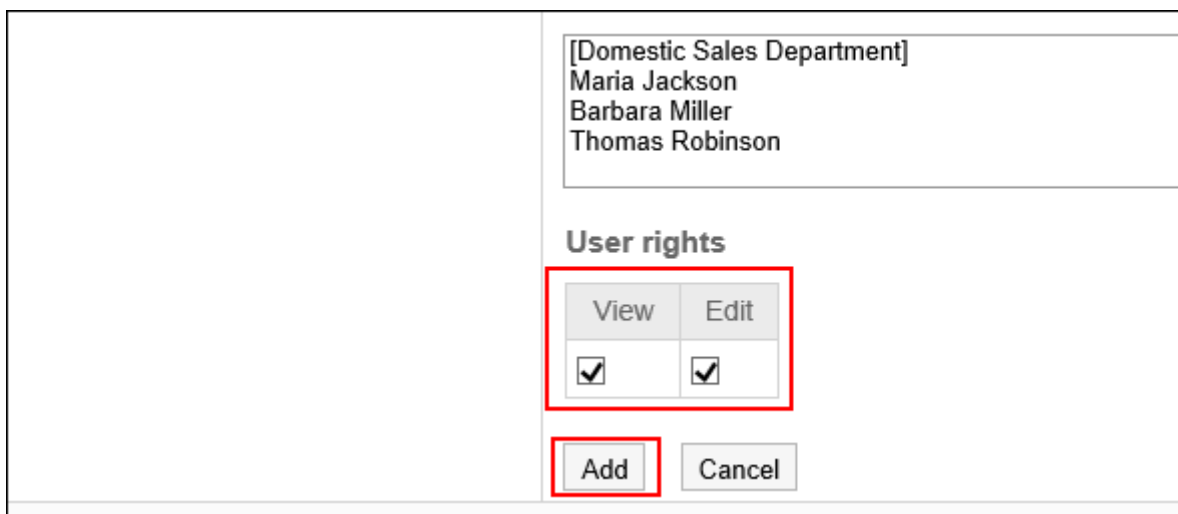 [Domestic Sales Department]
Maria Jackson
Barbara Miller
Thomas Robinson
User rights
View Edit
Add Cancel